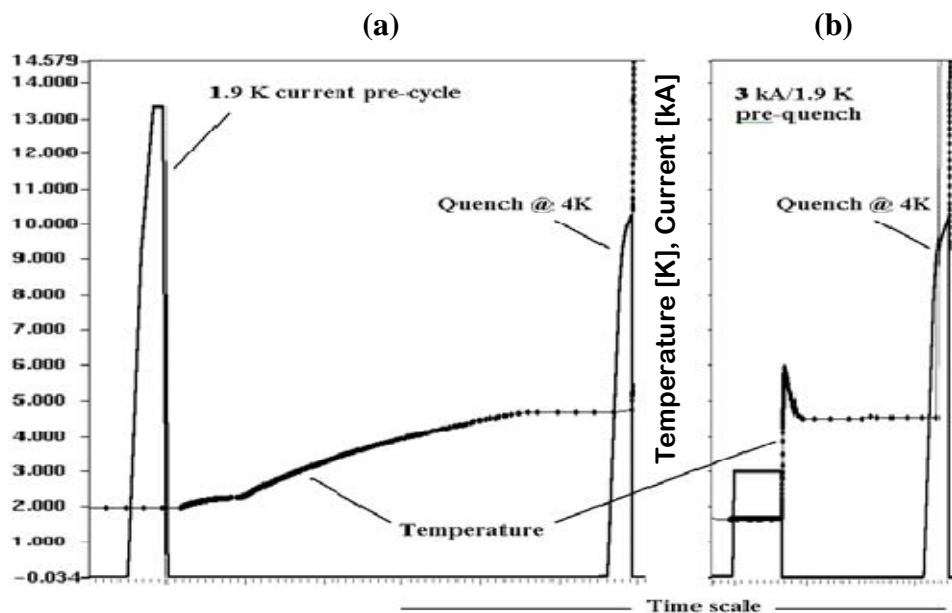 (a)
(b)
14.579
14.000
13.000
12.000
11.000
10.000
9.000
8.000
7.000
6.000
5.000
4.000
3.000
2.000
1.000
-0.034
1.9 K current pre-cycle
Quench @ 4K
Temperature
Temperature [K], Current [kA]
3 kA/1.9 K
pre-quench
Quench @ 4K
Time scale